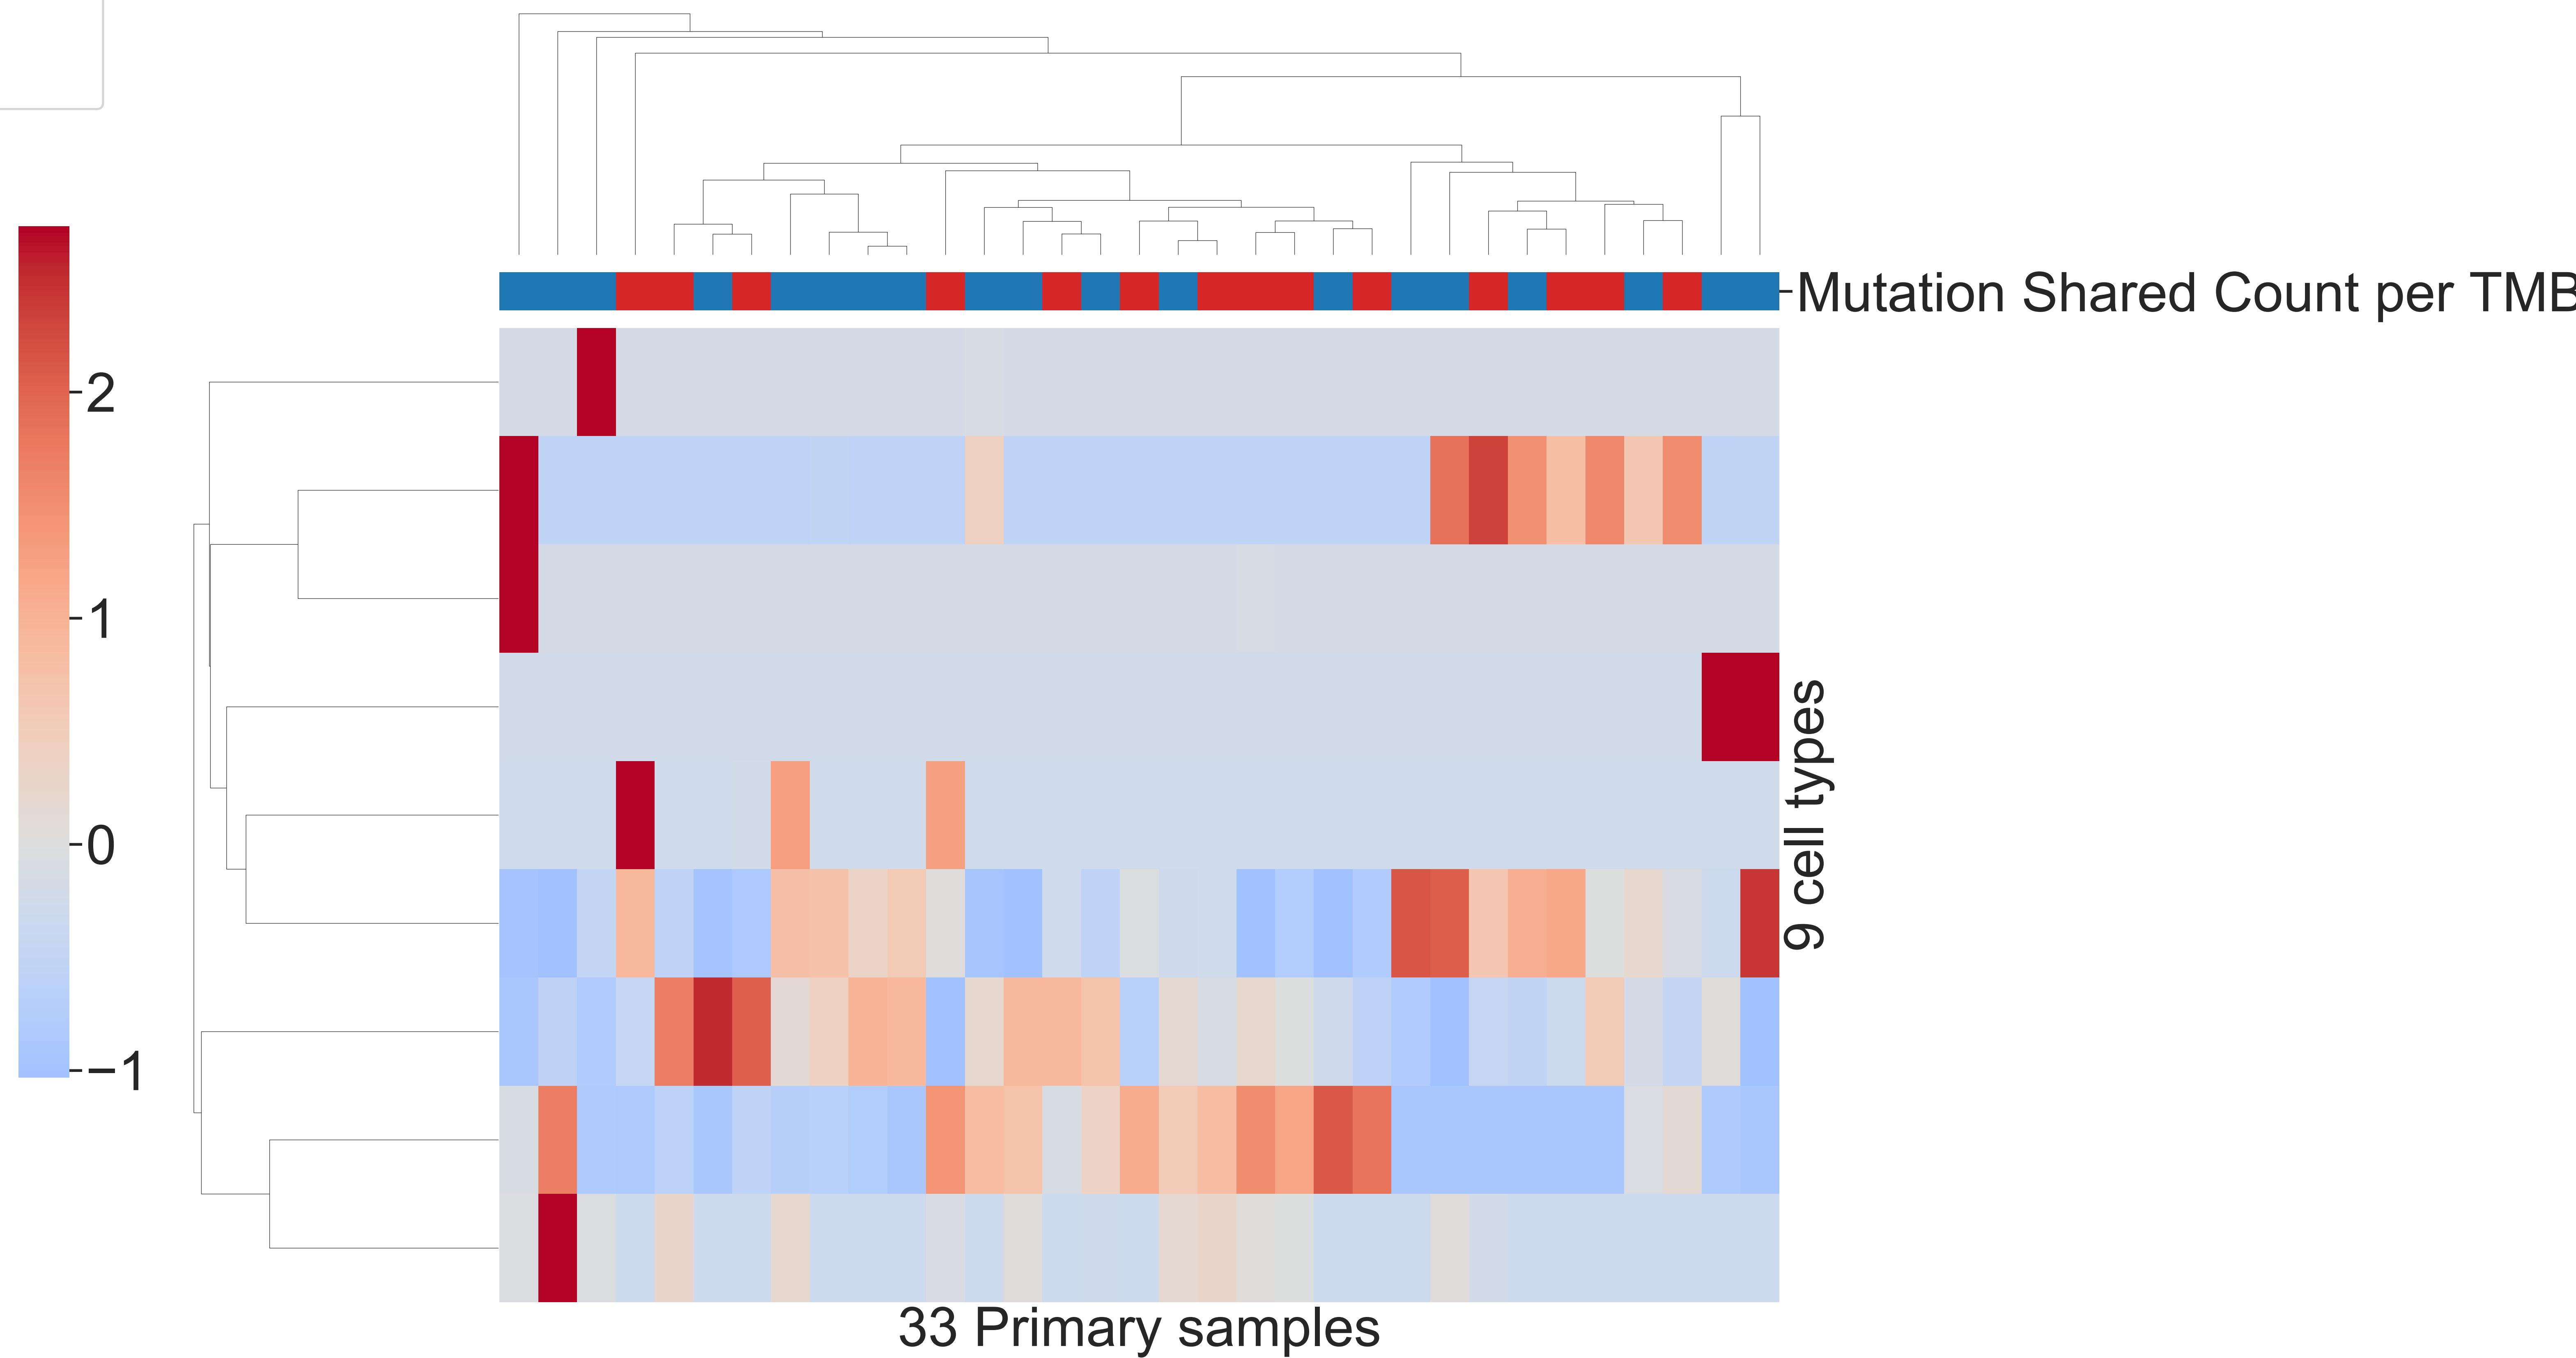 Mutation Shared Count per TMB
2
1
0
−1
9 cell types
33 Primary samples